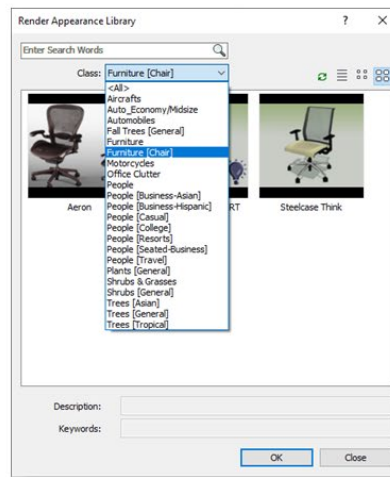 Render Appearance Library
? X
Enter Search Words
Class: Furniture [Chair]
<All>
Aircrafts
Auto_Economy/Midsize
Automobiles
Fall Trees [General]
Furniture
Furniture [Chair]
Motorcycles
Office Clutter
People
People [Business-Asian]
People [Business-Hispanic]
People [Casual]
People [College]
People [Resorts]
People [Seated-Business]
People [Travel]
Plants [General]
Shrubs & Grasses
Shrubs [General]
Trees [Asian]
Trees [General]
Trees [Tropical]
Aeron
RT
Steelcase Think
Description:
Keywords:
OK
Close